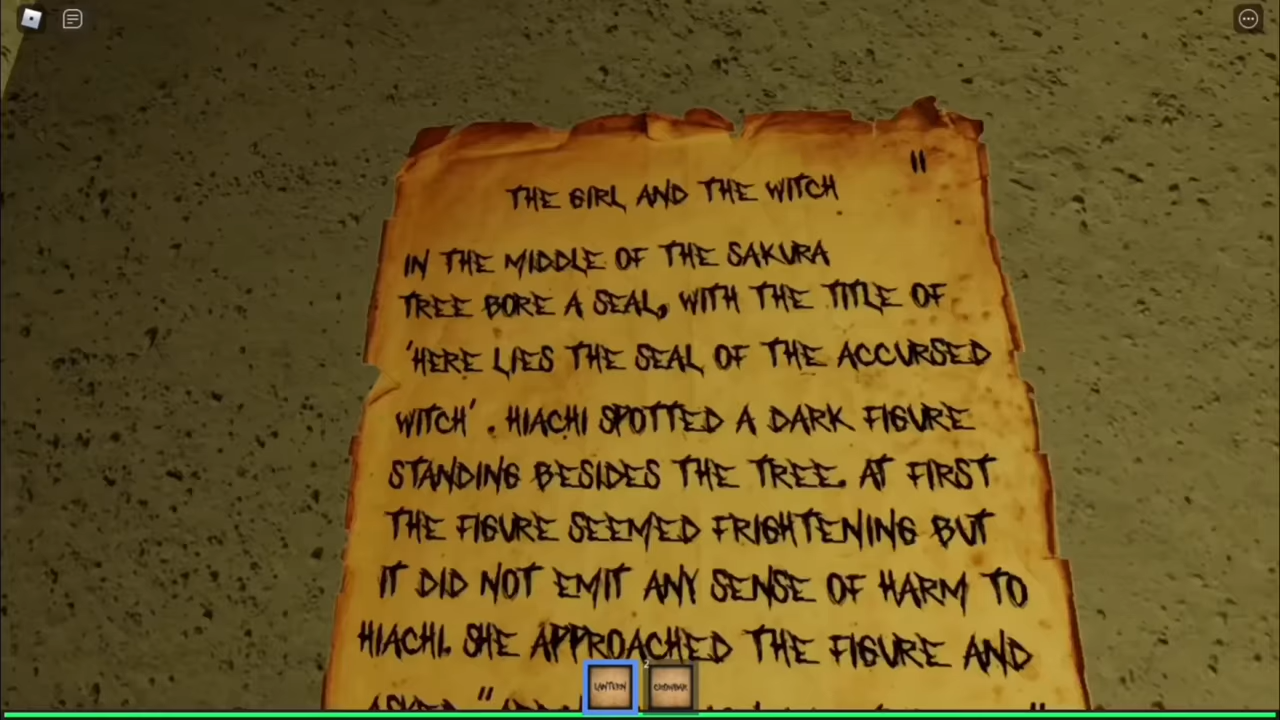 "
THE GIRL AND THE WITCH
IN THE MIDDLE OF THE SAKURA
TREE BORE A SEAL, WITH THE TITLE OF
'HERE LIES THE SEAL OF THE ACCURSED
WITCH' . HIACHI SPOTTED A DARK FIGURE
STANDING BESIDES THE TREE. AT FIRST
THE FIGURE SEEMED FRIGHTENING BUT
IT DID NOT EMIT ANY SENSE OF HARM TO
HIACHI. SHE APPROACHED THE FIGURE AND
ASKED "
2
LANTERN
CROWBAR